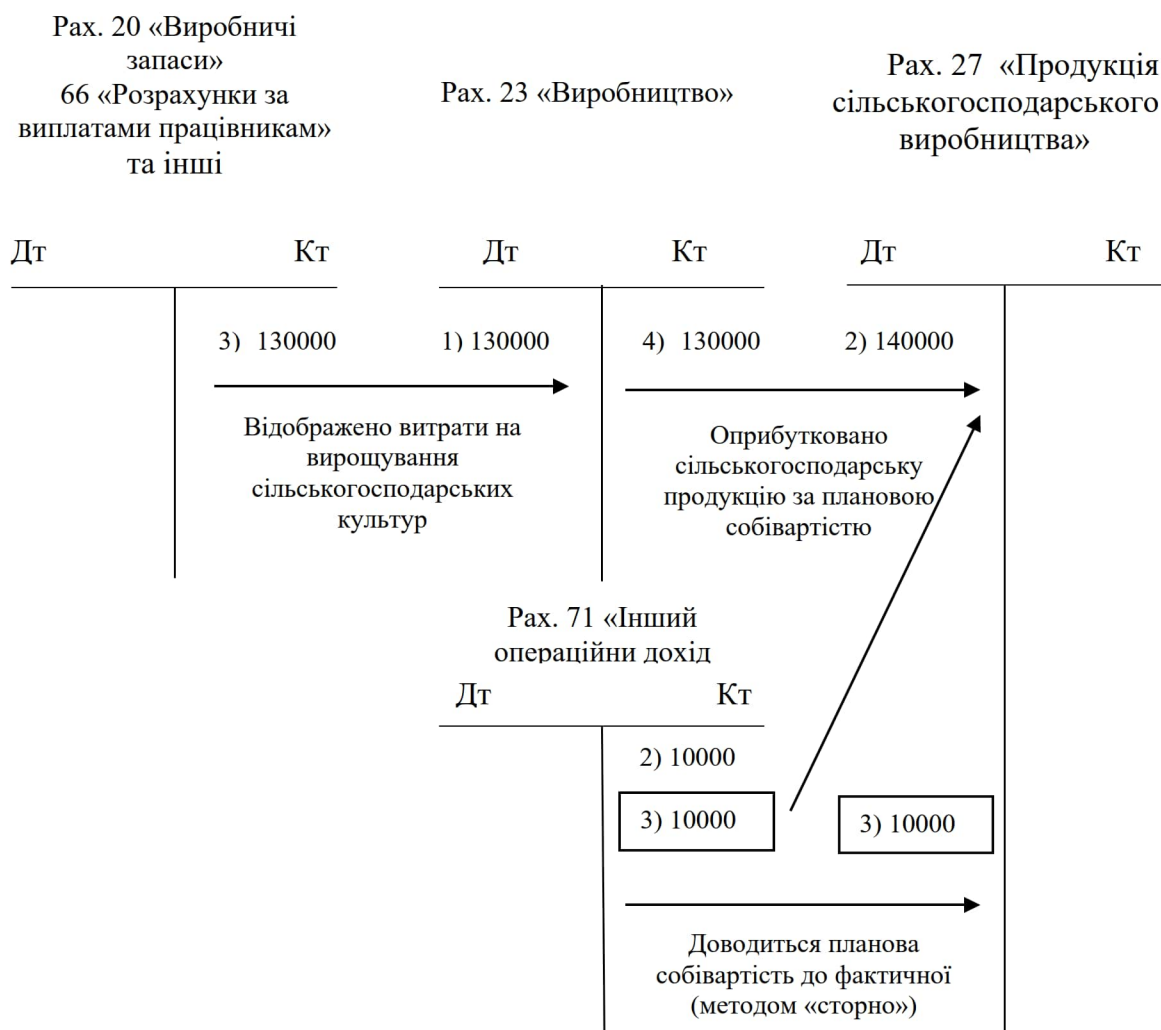 Рах. 20 «Виробничі
запаси»
66 «Розрахунки за
виплатами працівникам»
та інші
Рах. 23 «Виробництво»
Рах. 27 «Продукція
сільськогосподарського
виробництва»
Дт Кт
Дт Кт
Дт Кт
3) 130000
1) 130000
4) 130000
2) 140000
Відображено витрати на
вирощування
сільськогосподарських
культур
Оприбутковано
сільськогосподарську
продукцію за плановою
собівартістю
Рах. 71 «Інший
операційни дохід
Дт Кт
2) 10000
3) 10000
3) 10000
Доводиться планова
собівартість до фактичної
(методом «сторно»)